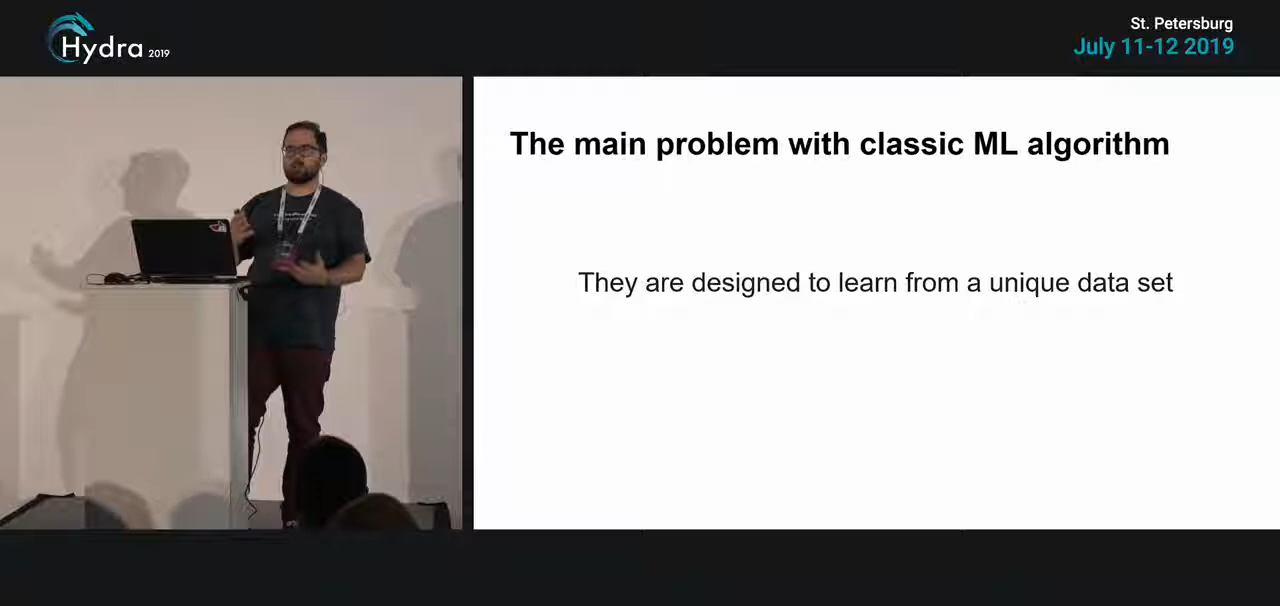 Hydra 2019
St. Petersburg
July 11-12 2019
The main problem with classic ML algorithm
They are designed to learn from a unique data set